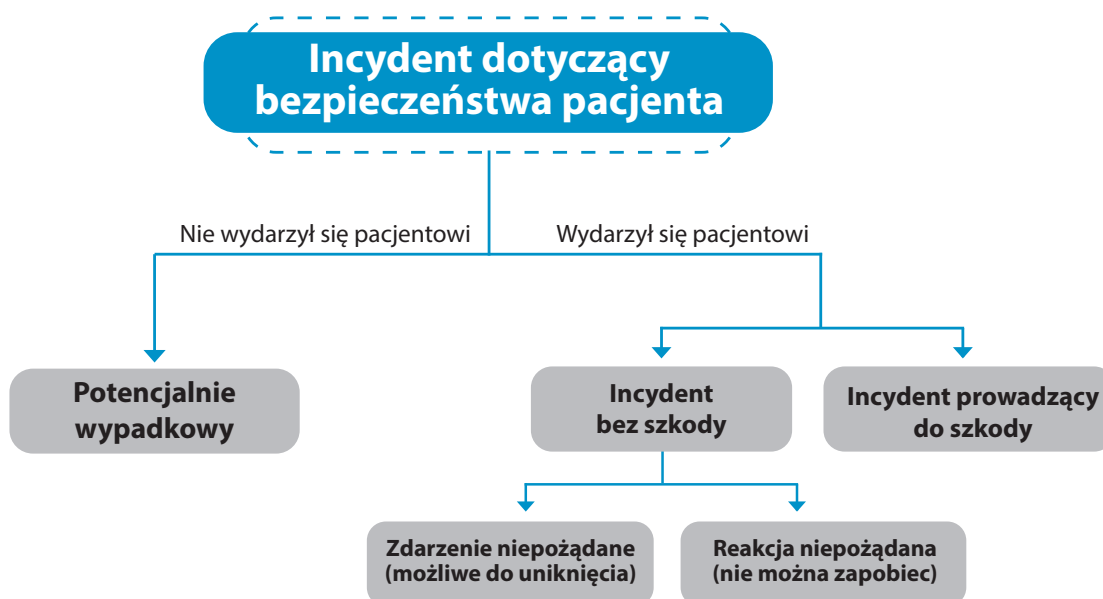 Incydent dotyczący
bezpieczeństwa pacjenta
Nie wydarzył się pacjentowi
Wydarzył się pacjentowi
Potencjalnie
wypadkowy
Incydent
bez szkody
Incydent prowadzący
do szkody
Zdarzenie niepożądane
(możliwe do uniknięcia)
Reakcja niepożądana
(nie można zapobiec)